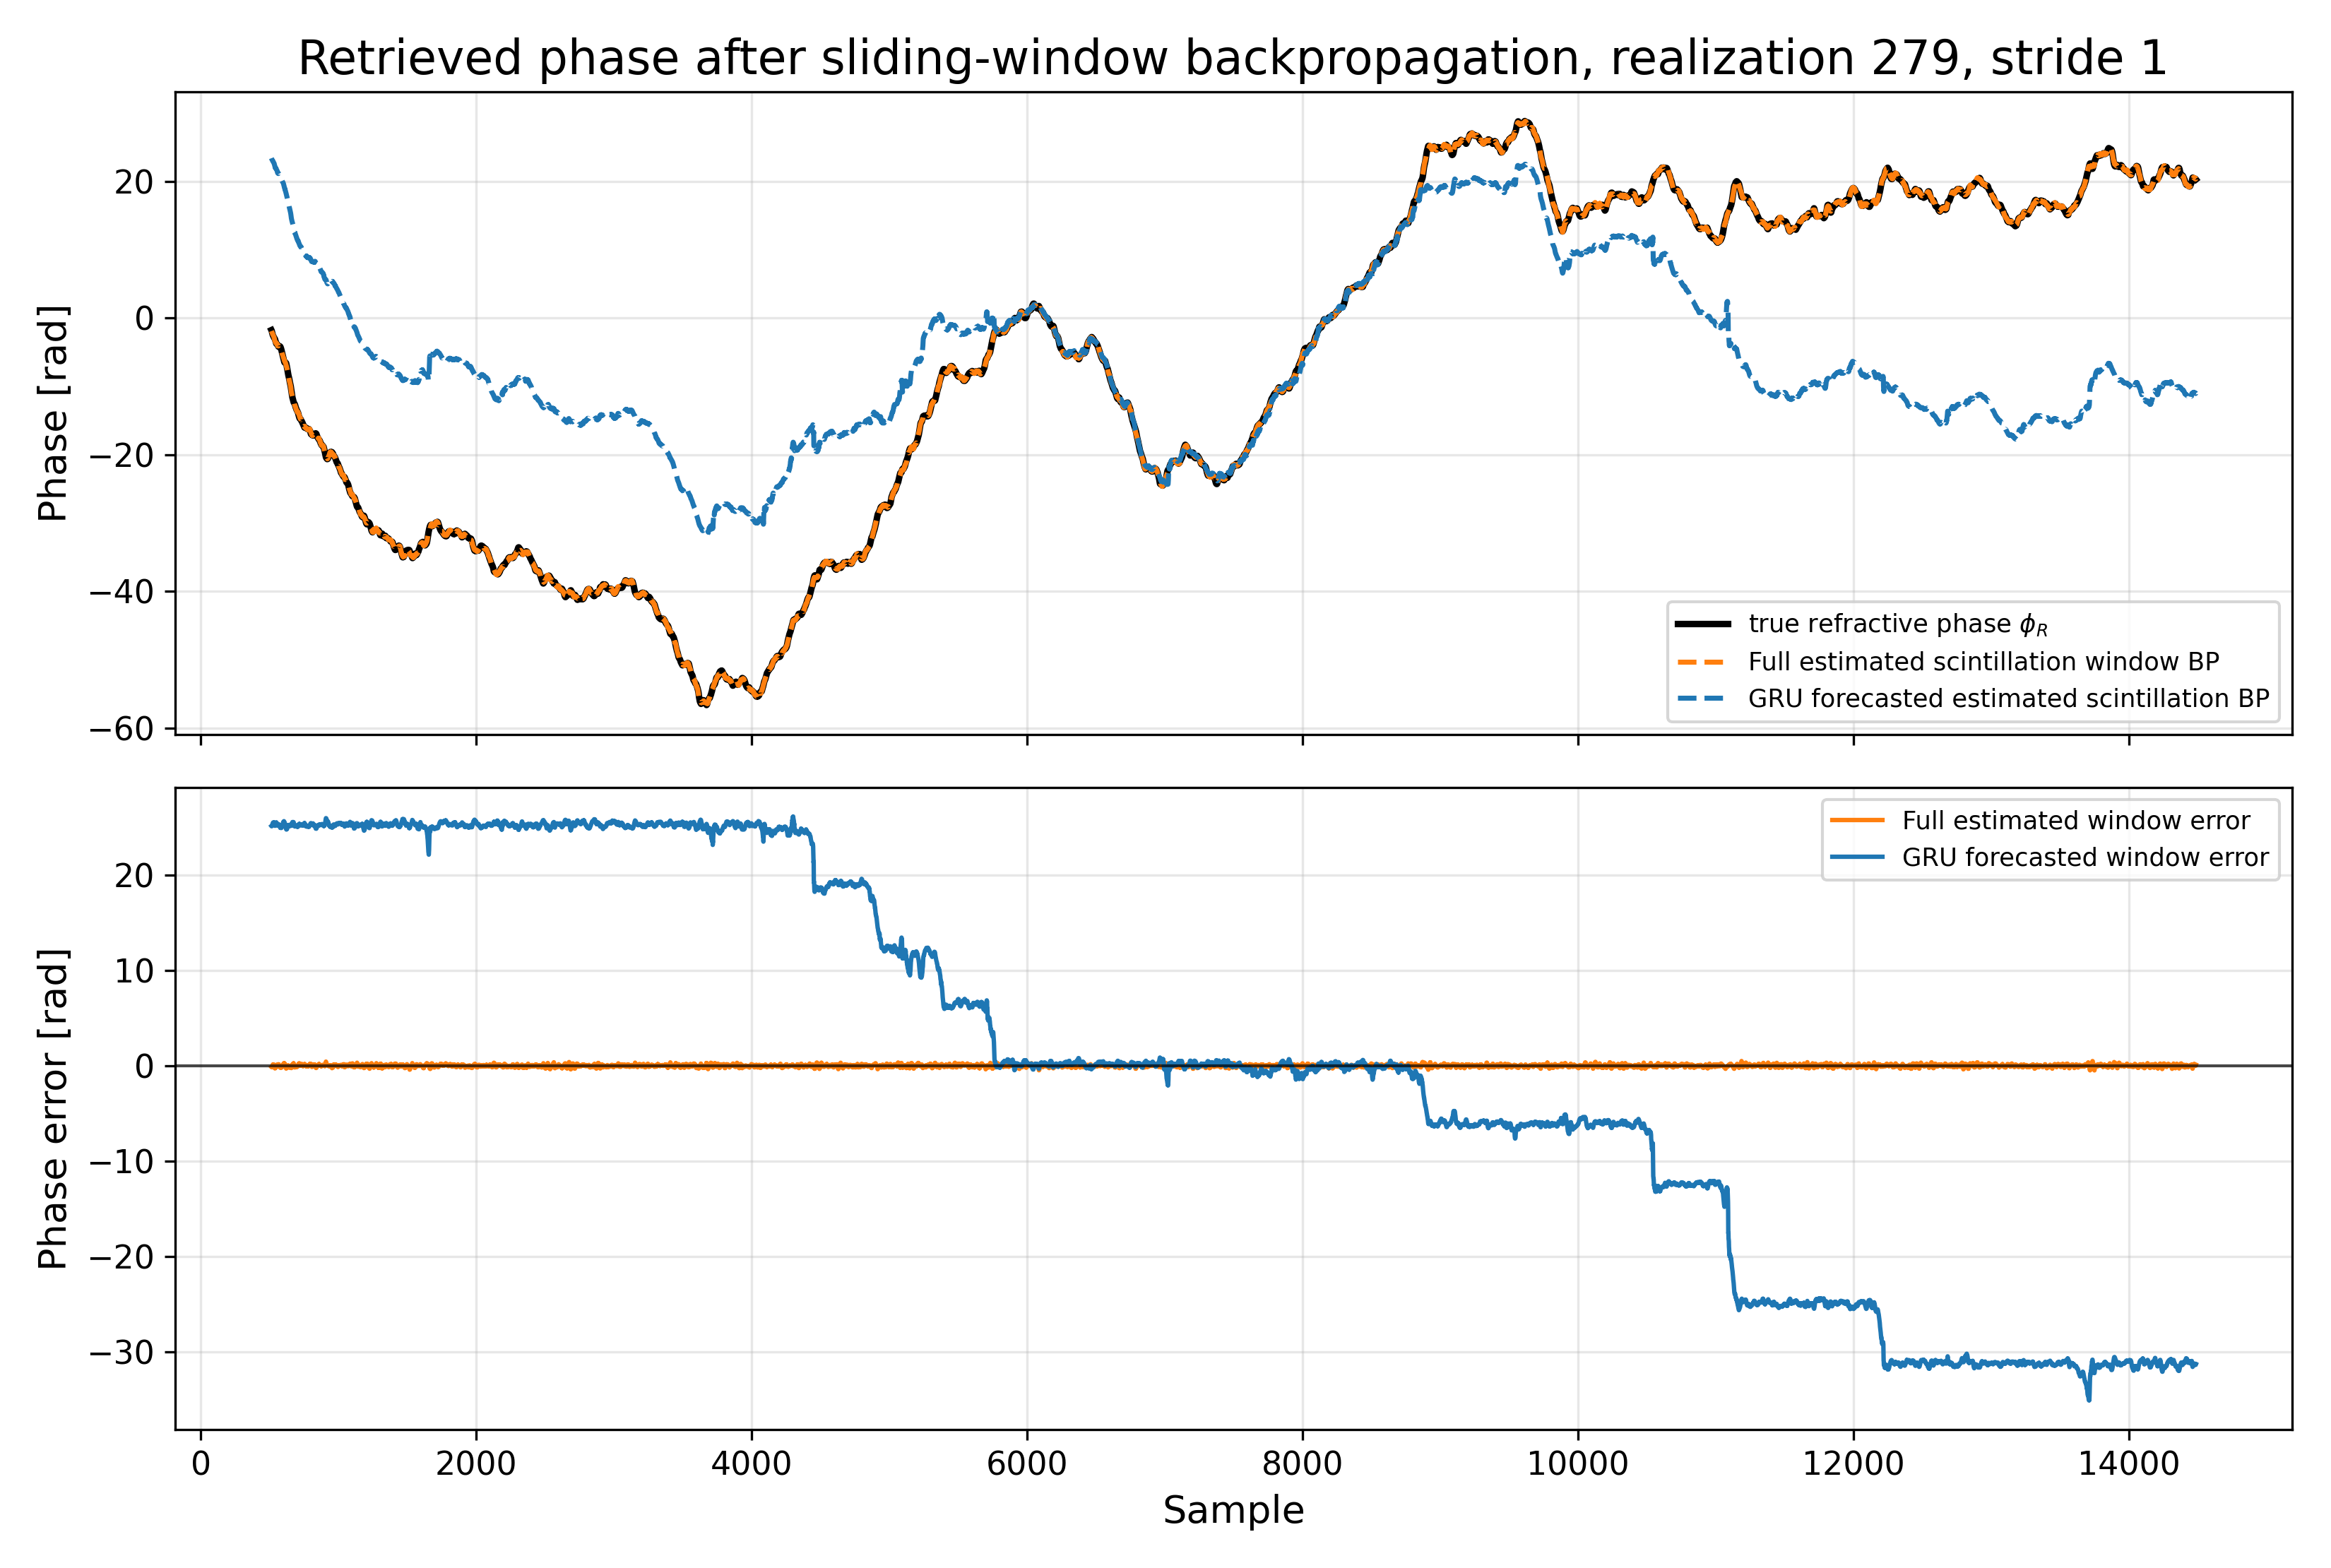 Retrieved phase after sliding-window backpropagation, realization 279, stride 1
Phase [rad]
20
0
−20
−40
−60
true refractive phase ϕ_R
Full estimated scintillation window BP
GRU forecasted estimated scintillation BP
Phase error [rad]
20
10
0
−10
−20
−30
Full estimated window error
GRU forecasted window error
0 2000 4000 6000 8000 10000 12000 14000
Sample